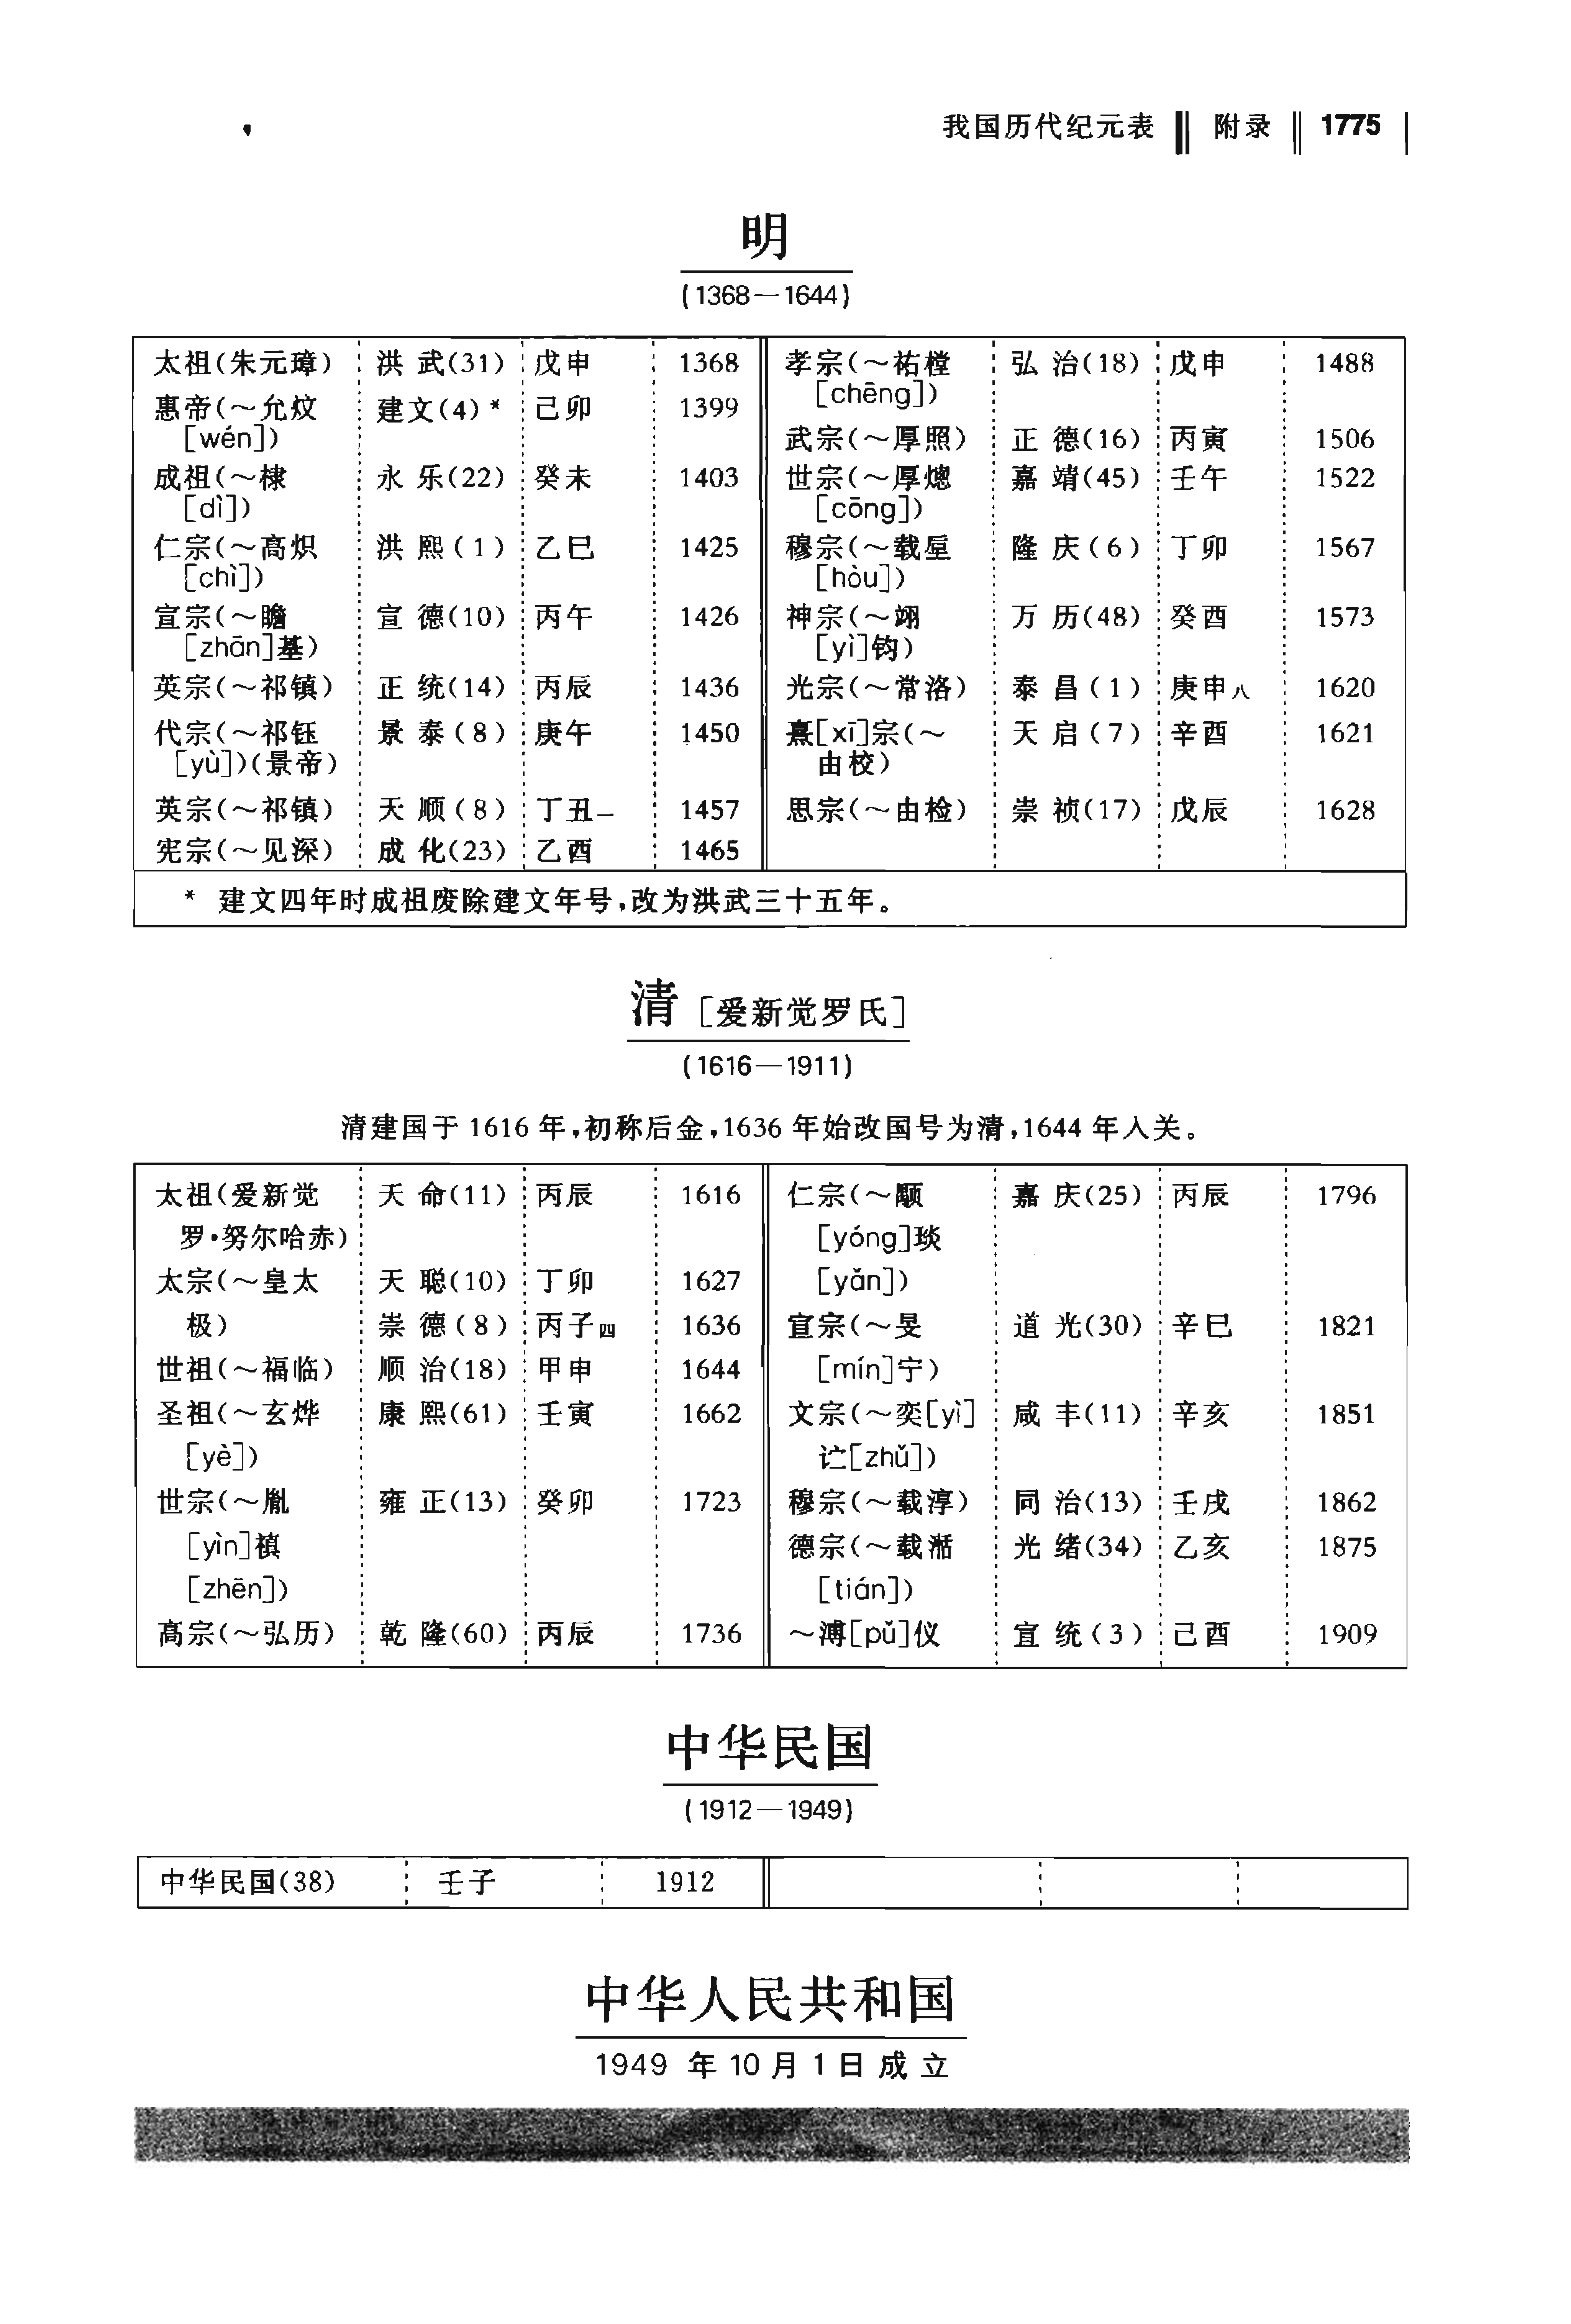 我国历代纪元表 附录 1775
明
(1368—1644)
太祖(朱元璋) 洪 武(31) 戊申 1368
惠帝(～允炆 建文(4)* 己卯 1399
[wén])
成祖(～棣 永 乐(22) 癸未 1403
[dì])
仁宗(～高炽 洪 熙(1) 乙巳 1425
[chì])
宣宗(～瞻 宣 德(10) 丙午 1426
[zhān]基)
英宗(～祁镇) 正 统(14) 丙辰 1436
代宗(～祁钰 景 泰(8) 庚午 1450
[yù])(景帝)
英宗(～祁镇) 天 顺(8) 丁丑一 1457
宪宗(～见深) 成 化(23) 乙酉 1465
孝宗(～祐樘 弘 治(18) 戊申 1488
[chēng])
武宗(～厚照) 正 德(16) 丙寅 1506
世宗(～厚熜 嘉 靖(45) 壬午 1522
[cōng])
穆宗(～载垕 隆 庆(6) 丁卯 1567
[hòu])
神宗(～翊 万 历(48) 癸酉 1573
[yì]钧)
光宗(～常洛) 泰 昌(1) 庚申八 1620
熹[xī]宗(～ 天 启(7) 辛酉 1621
由校)
思宗(～由检) 崇 祯(17) 戊辰 1628
* 建文四年时成祖废除建文年号,改为洪武三十五年。
清 [爱新觉罗氏]
(1616—1911)
清建国于 1616 年,初称后金,1636 年始改国号为清,1644 年入关。
太祖(爱新觉 天 命(11) 丙辰 1616
罗·努尔哈赤)
太宗(～皇太 天 聪(10) 丁卯 1627
极) 崇 德(8) 丙子四 1636
世祖(～福临) 顺 治(18) 甲申 1644
圣祖(～玄烨 康 熙(61) 壬寅 1662
[yè])
世宗(～胤 雍 正(13) 癸卯 1723
[yìn]禛
[zhēn])
高宗(～弘历) 乾 隆(60) 丙辰 1736
仁宗(～颙 嘉 庆(25) 丙辰 1796
[yóng]琰
[yǎn])
宣宗(～旻 道 光(30) 辛巳 1821
[mín]宁)
文宗(～奕[yì] 咸 丰(11) 辛亥 1851
詝[zhǔ])
穆宗(～载淳) 同 治(13) 壬戌 1862
德宗(～载湉 光 绪(34) 乙亥 1875
[tián])
～溥[pǔ]仪 宣 统(3) 己酉 1909
中华民国
(1912—1949)
中华民国(38) 壬子 1912
中华人民共和国
1949 年 10 月 1 日 成 立